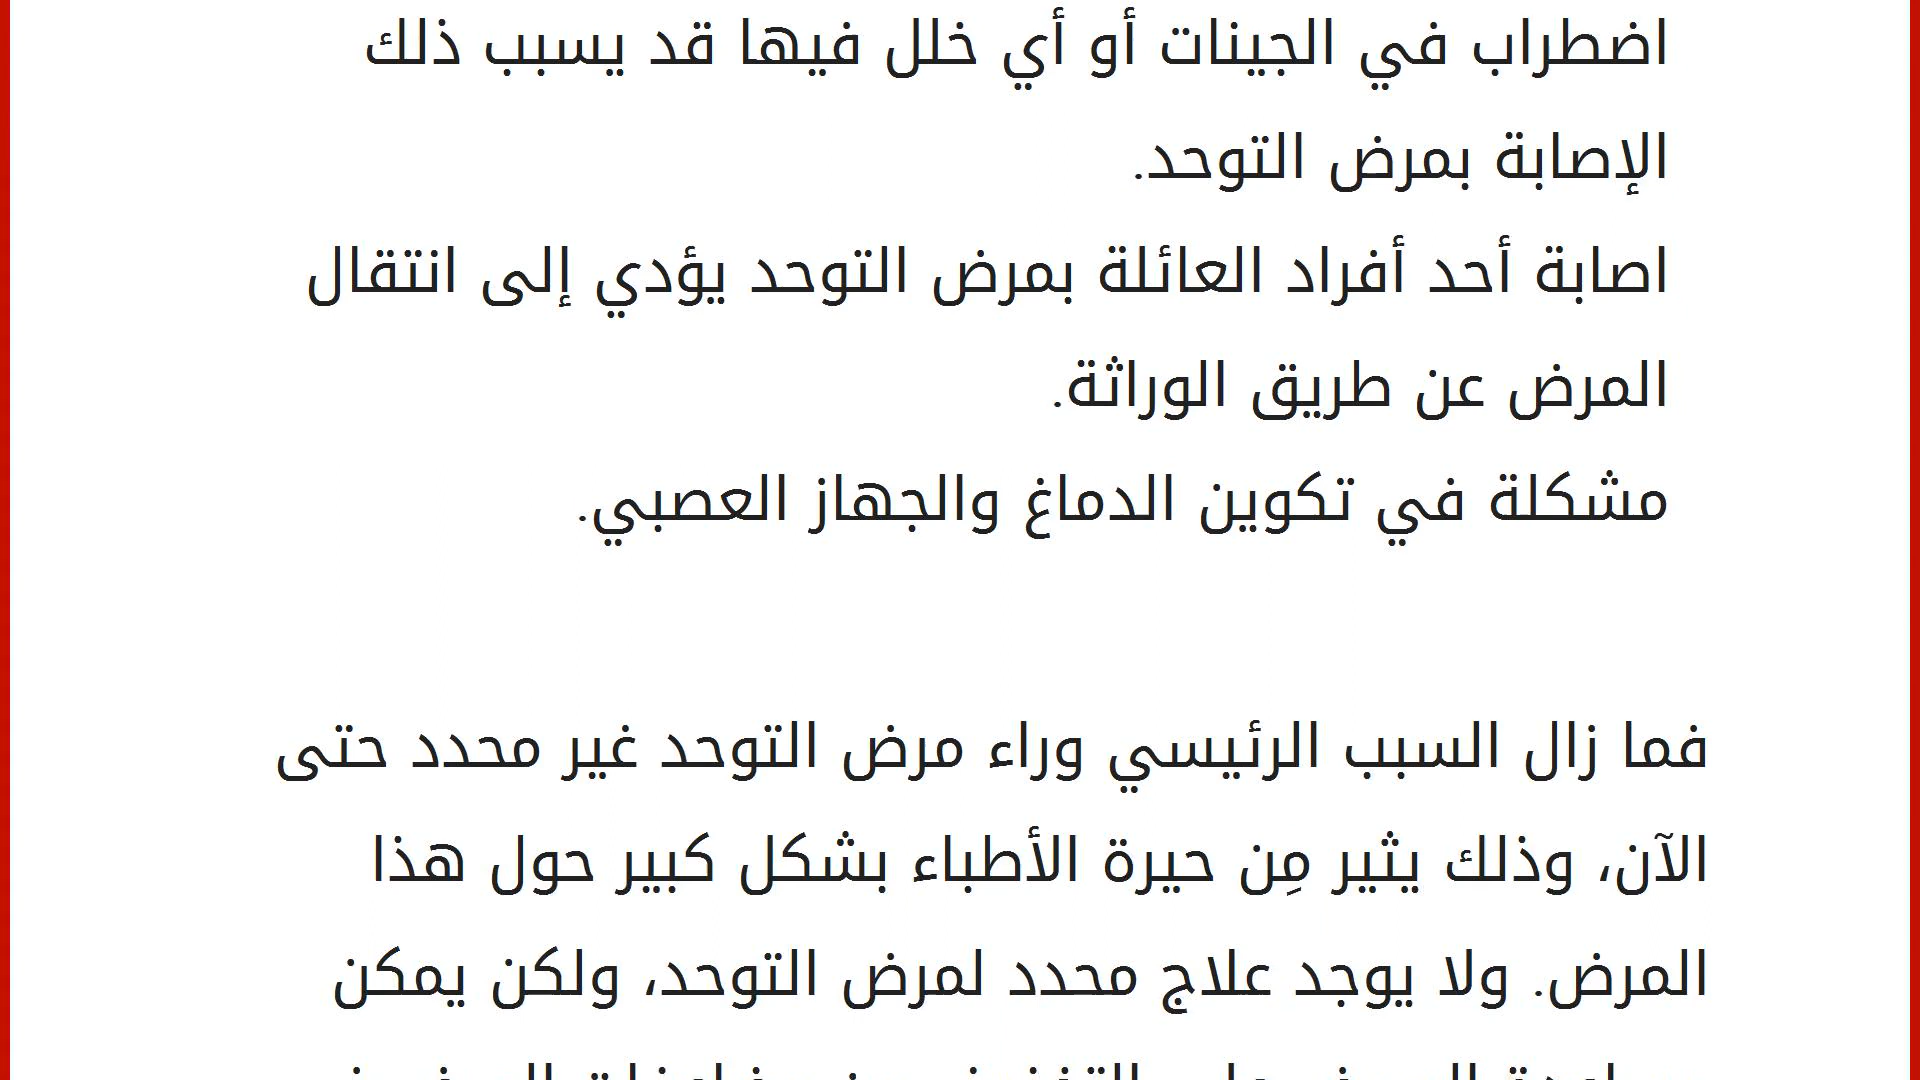 اضطراب في الجينات أو أي خلل فيها قد يسبب ذلك
الإصابة بمرض التوحد.
اصابة أحد أفراد العائلة بمرض التوحد يؤدي إلى انتقال
المرض عن طريق الوراثة.
مشكلة في تكوين الدماغ والجهاز العصبي.
فما زال السبب الرئيسي وراء مرض التوحد غير محدد حتى
الآن، وذلك يثير مِن حيرة الأطباء بشكل كبير حول هذا
المرض. ولا يوجد علاج محدد لمرض التوحد، ولكن يمكن